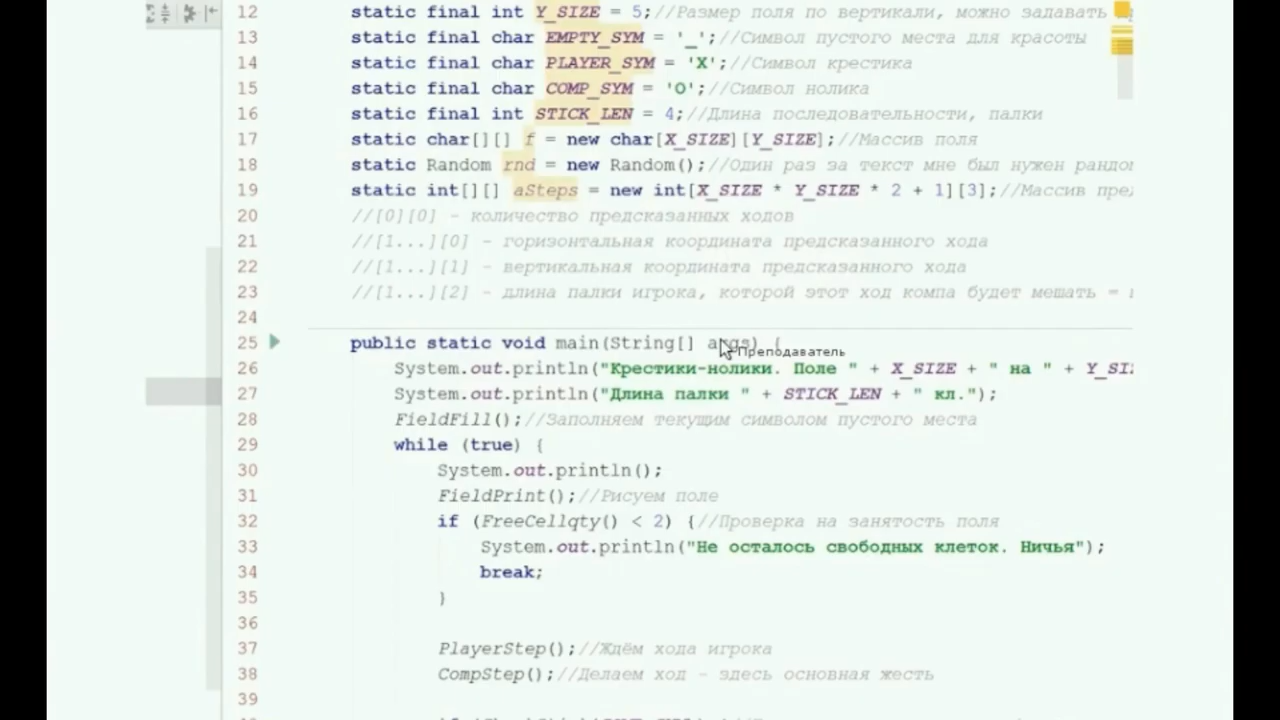 12 static final int Y_SIZE = 5;//Размер поля по вертикали, можно задавать
13 static final char EMPTY_SYM = '_';//Символ пустого места для красоты
14 static final char PLAYER_SYM = 'X';//Символ крестика
15 static final char COMP_SYM = 'O';//Символ нолика
16 static final int STICK_LEN = 4;//Длина последовательности, палки
17 static char[][] f = new char[X_SIZE][Y_SIZE];//Массив поля
18 static Random rnd = new Random();//Один раз за текст мне был нужен рандом
19 static int[][] aSteps = new int[X_SIZE * Y_SIZE * 2 + 1][3];//Массив пред
20 //[0][0] - количество предсказанных ходов
21 //[1...][0] - горизонтальная координата предсказанного хода
22 //[1...][1] - вертикальная координата предсказанного хода
23 //[1...][2] - длина палки игрока, которой этот ход компа будет мешать =
24
25 public static void main(String[] args) {
Преподаватель
26 System.out.println("Крестики-нолики. Поле " + X_SIZE + " на " + Y_SIZ
27 System.out.println("Длина палки " + STICK_LEN + " кл.");
28 FieldFill();//Заполняем текущим символом пустого места
29 while (true) {
30 System.out.println();
31 FieldPrint();//Рисуем поле
32 if (FreeCellqty() < 2) {//Проверка на занятость поля
33 System.out.println("Не осталось свободных клеток. Ничья");
34 break;
35 }
36
37 PlayerStep();//Ждём хода игрока
38 CompStep();//Делаем ход - здесь основная жесть
39